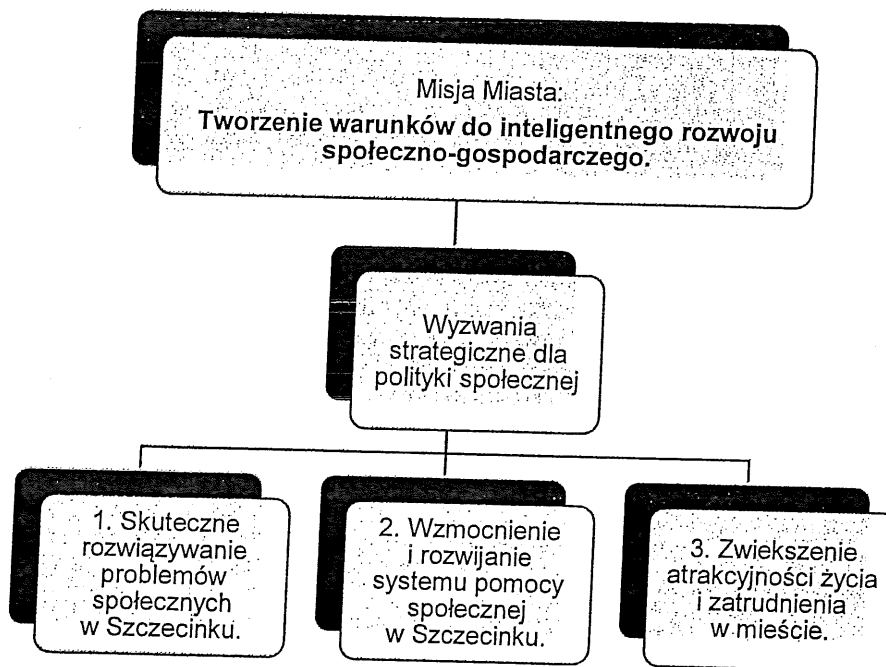 Misja Miasta:
Tworzenie warunków do inteligentnego rozwoju
społeczno-gospodarczego.
Wyzwania
strategiczne dla
polityki społecznej
1. Skuteczne
rozwiązywanie
problemów
społecznych
w Szczecinku.
2. Wzmocnienie
i rozwijanie
systemu pomocy
społecznej
w Szczecinku.
3. Zwiekszenie
atrakcyjności życia
i zatrudnienia
w mieście.